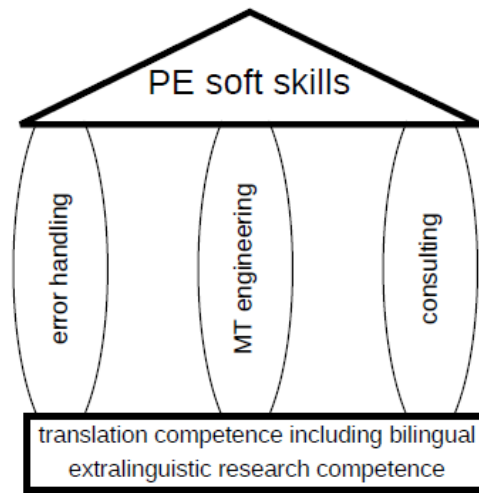 PE soft skills
error handling
MT engineering
consulting
translation competence including bilingual
extralinguistic research competence